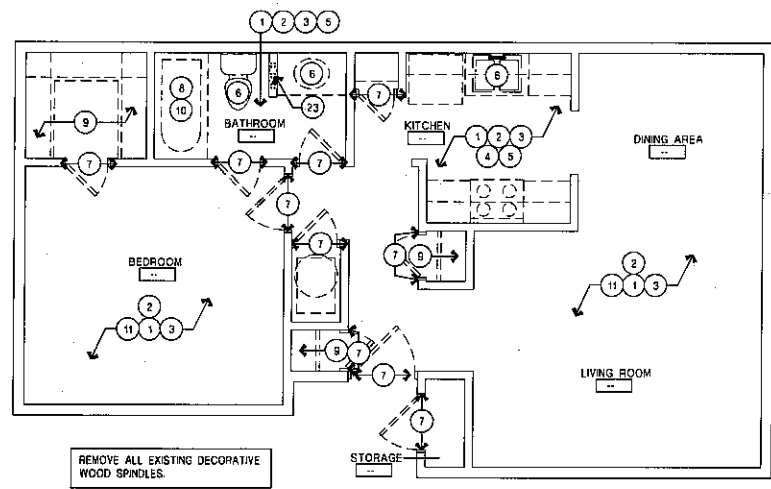 1 2 3 5
8
10
6
6
23
BATHROOM
--
7
KITCHEN
--
6
1 2 3
4 5
DINING AREA
--
9
7
7
7
7
7
7 9
BEDROOM
--
2
11 1 3
2
11 1 3
9 7
7
LIVING ROOM
--
7
STORAGE
--
REMOVE ALL EXISTING DECORATIVE
WOOD SPINDLES.